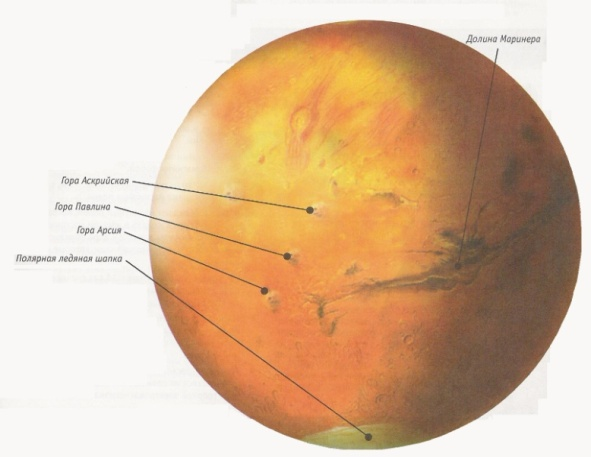 Долина Маринера
Гора Аскрийская
Гора Павлина
Гора Арсия
Полярная ледяная шапка